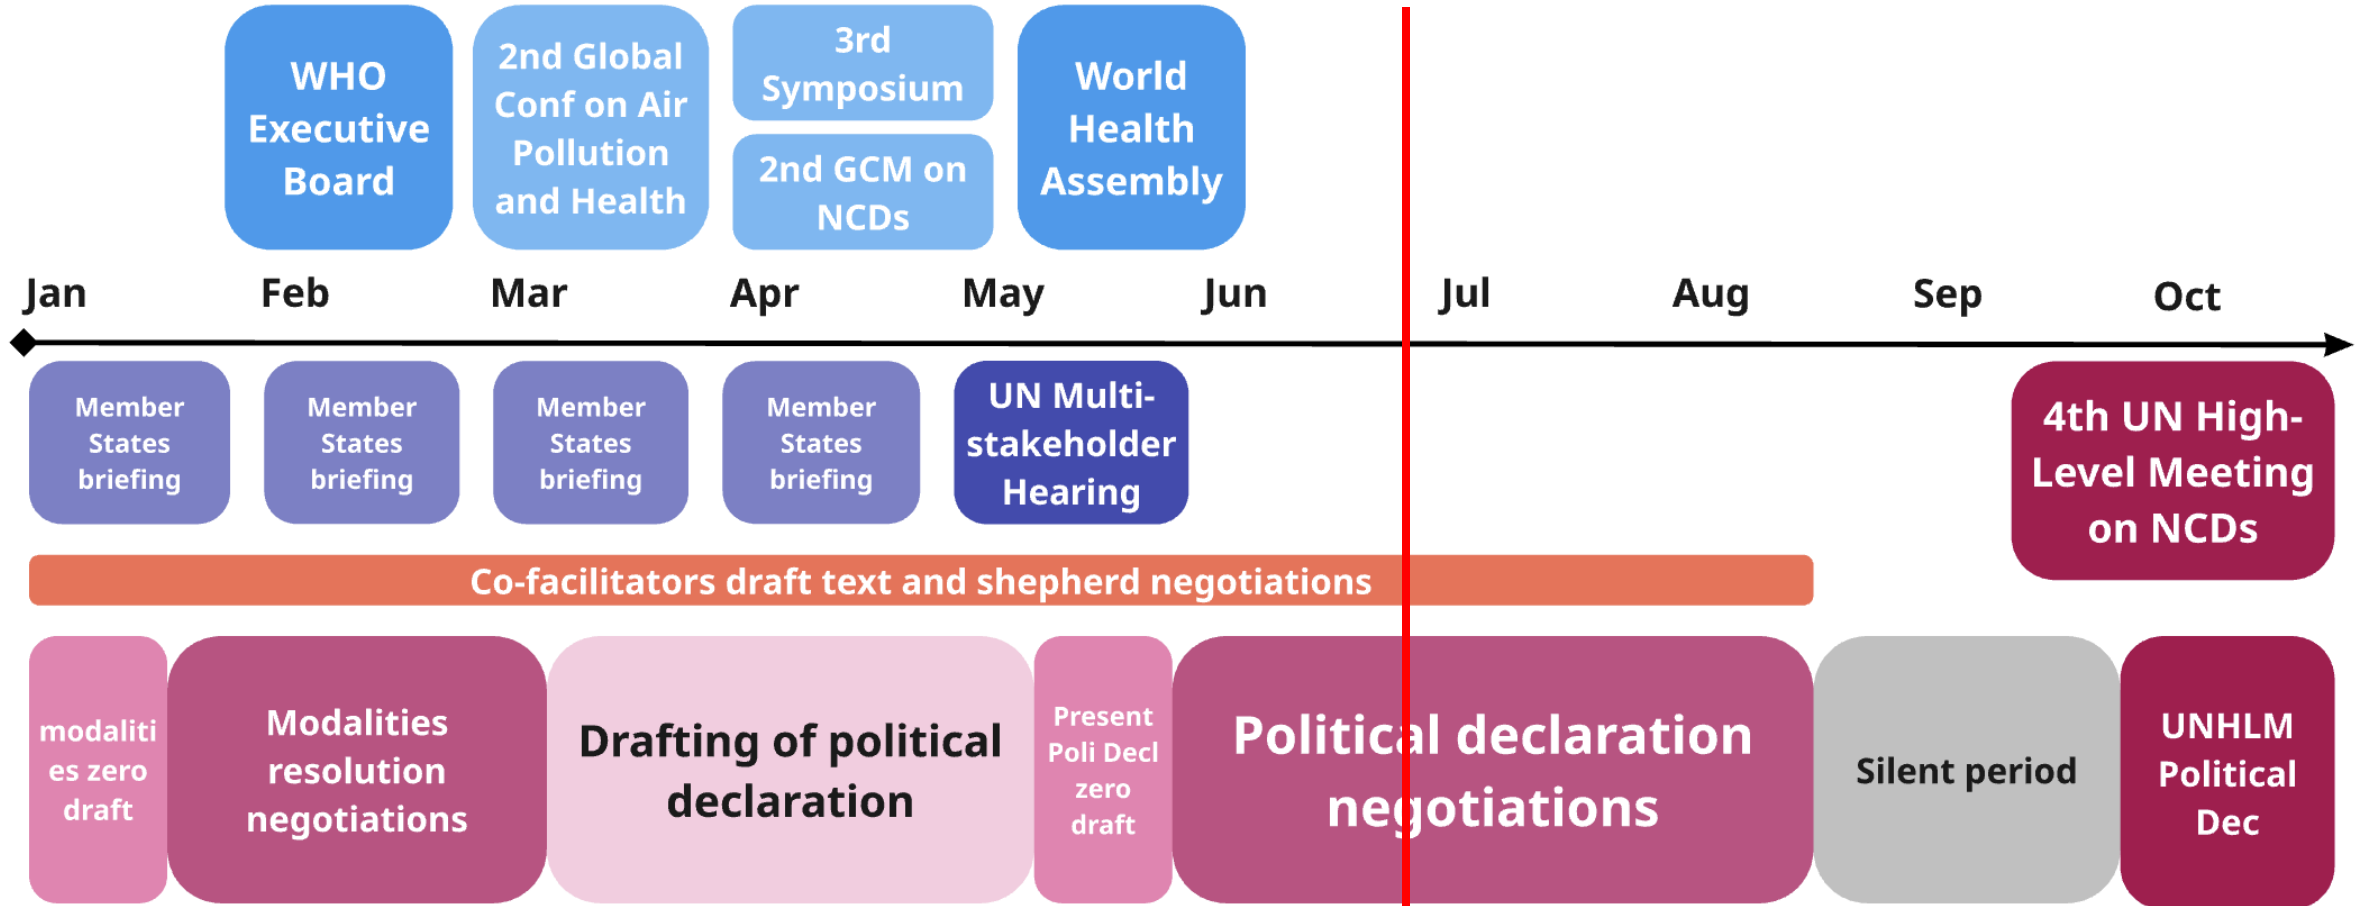 WHO
Executive
Board
2nd Global
Conf on Air
Pollution
and Health
3rd
Symposium
2nd GCM on
NCDs
World
Health
Assembly
Jan
Feb
Mar
Apr
May
Jun
Jul
Aug
Sep
Oct
Member
States
briefing
Member
States
briefing
Member
States
briefing
Member
States
briefing
UN Multi-
stakeholder
Hearing
4th UN High-
Level Meeting
on NCDs
Co-facilitators draft text and shepherd negotiations
modaliti
es zero
draft
Modalities
resolution
negotiations
Drafting of political
declaration
Present
Poli Decl
zero
draft
Political declaration
negotiations
Silent period
UNHLM
Political
Dec